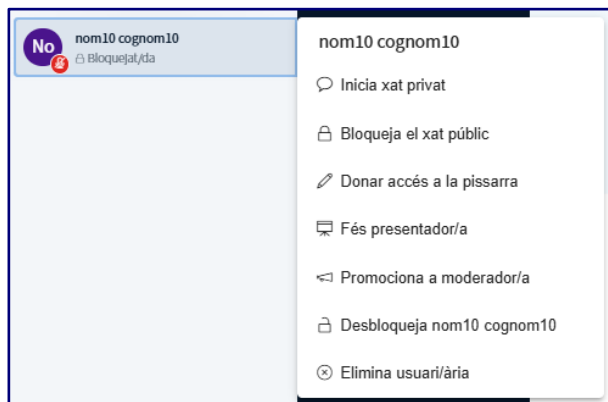 No
nom10 cognom10
Bloquejat/da
nom10 cognom10
Inicia xat privat
Bloqueja el xat públic
Donar accés a la pissarra
Fés presentador/a
Promociona a moderador/a
Desbloqueja nom10 cognom10
Elimina usuari/ària